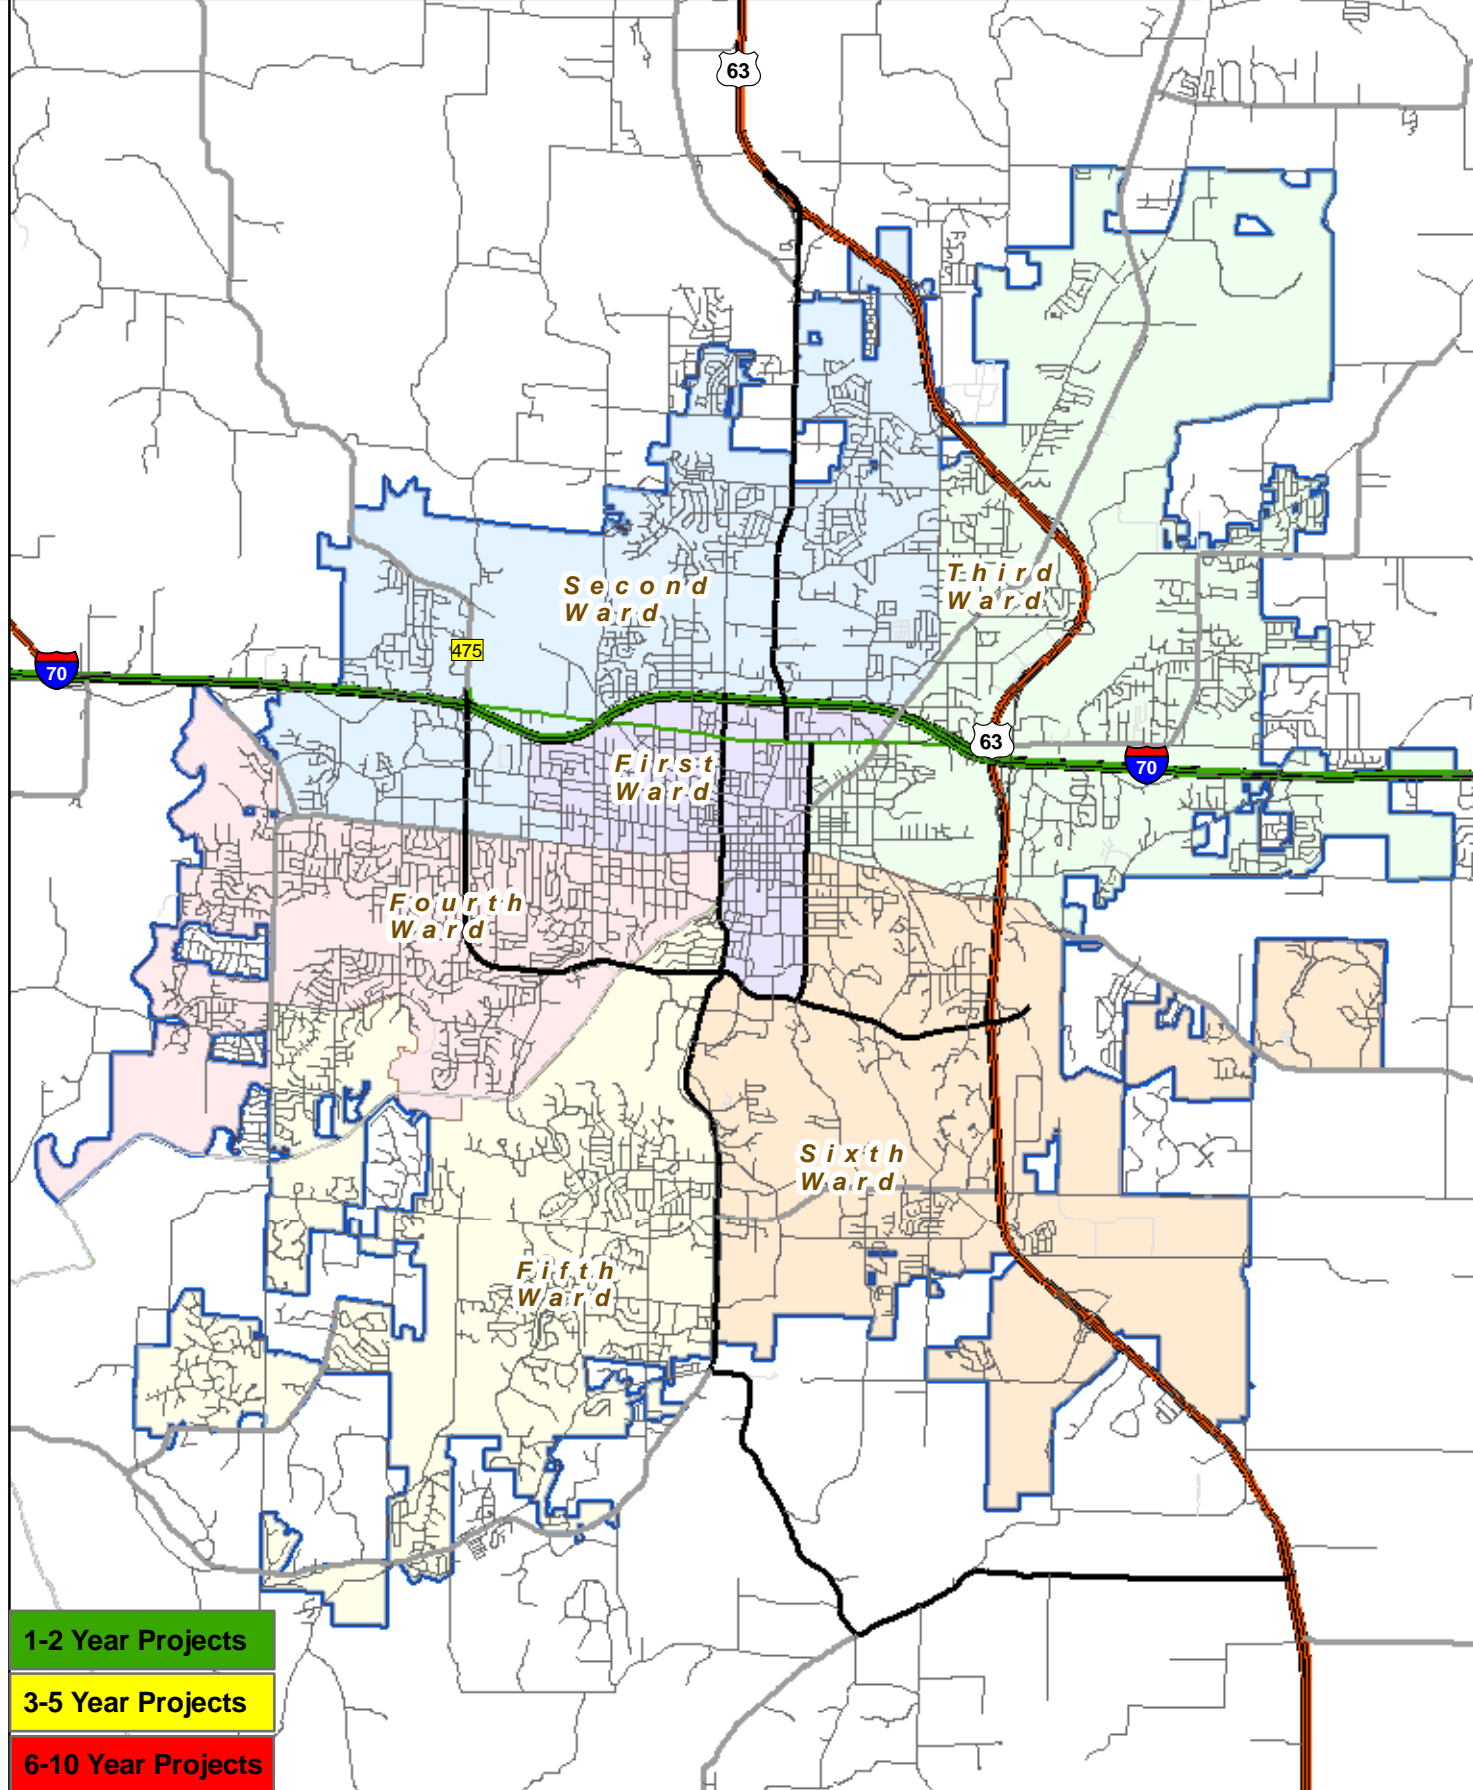 63
Third
Ward
Second
Ward
475
70
63
70
First
Ward
Fourth
Ward
Sixth
Ward
Fifth
Ward
1-2 Year Projects
3-5 Year Projects
6-10 Year Projects